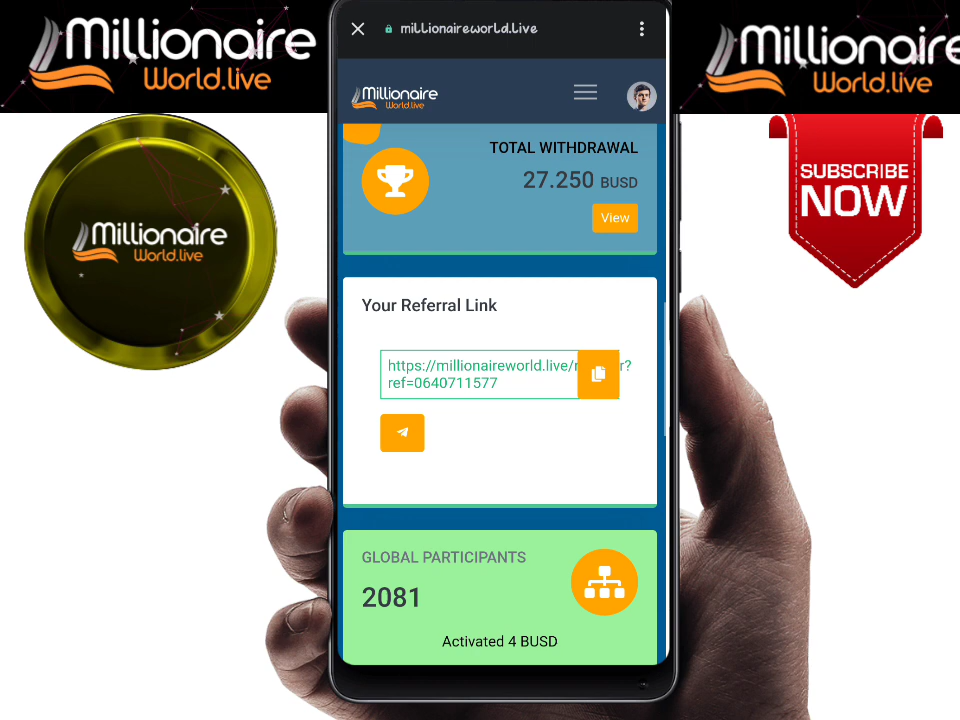 Millionaire
World.live
millionaireworld.live
Millionaire
World.live
Millionaire
World.live
TOTAL WITHDRAWAL
27.250 BUSD
View
Millionaire
World.live
SUBSCRIBE
NOW
Your Referral Link
https://millionaireworld.live/r r?
ref=0640711577
GLOBAL PARTICIPANTS
2081
Activated 4 BUSD